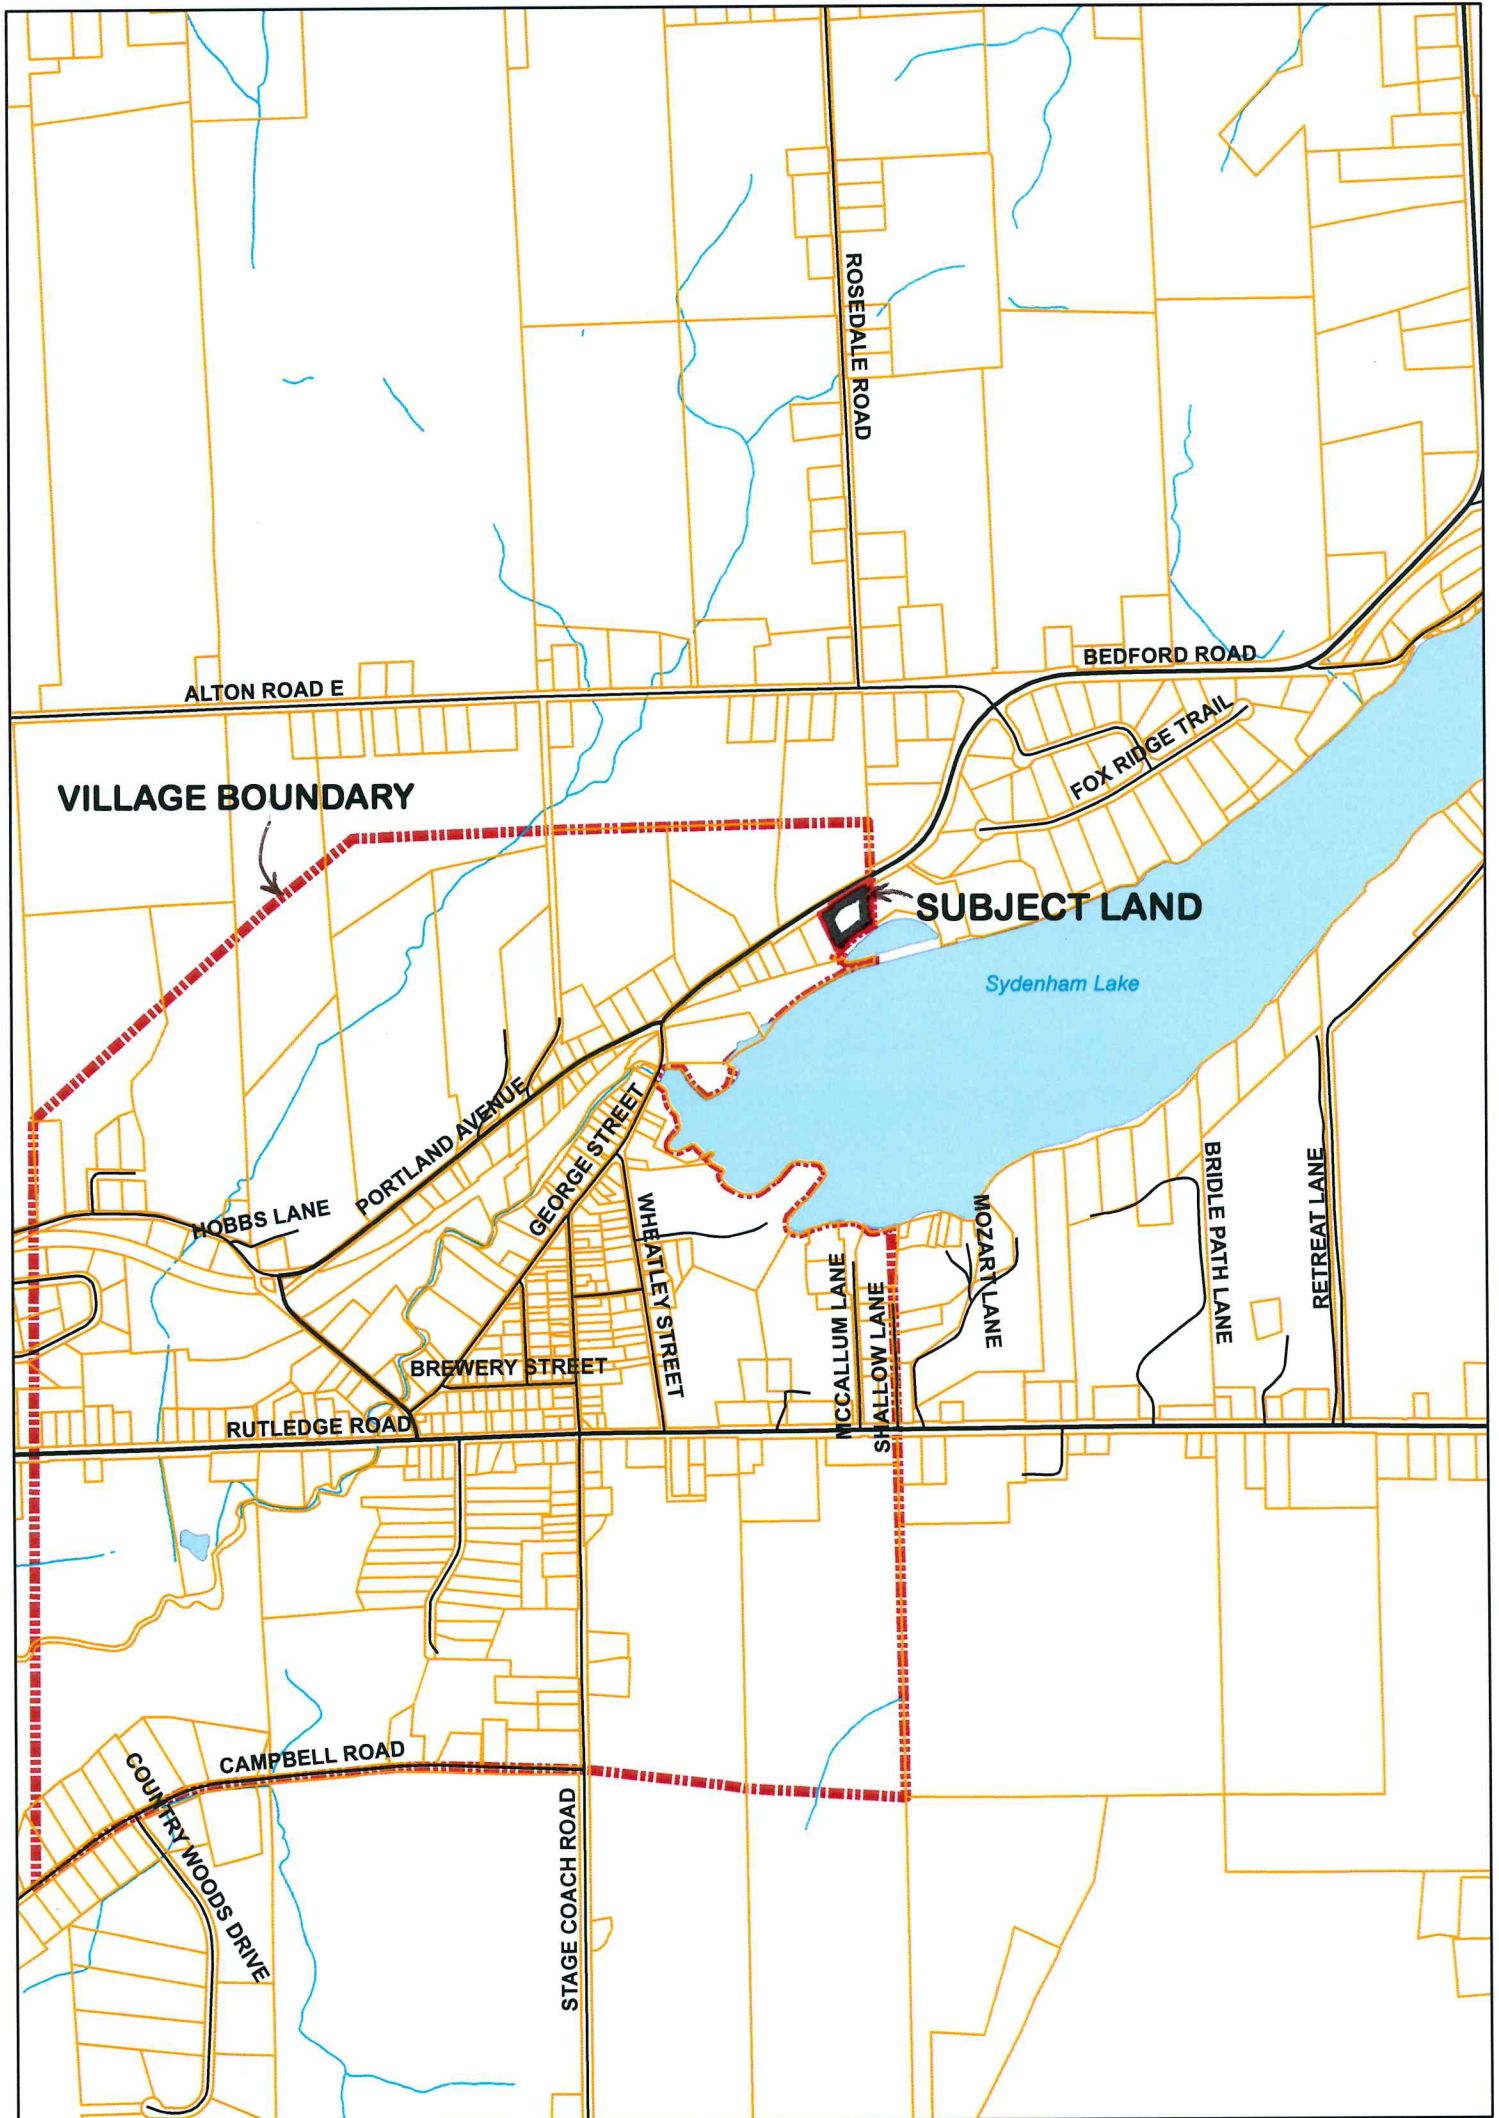 ROSEDALE ROAD
BEDFORD ROAD
ALTON ROAD E
FOX RIDGE TRAIL
VILLAGE BOUNDARY
SUBJECT LAND
Sydenham Lake
PORTLAND AVENUE
GEORGE STREET
HOBBS LANE
WHEATLEY STREET
MOZART LANE
BRIDLE PATH LANE
RETREAT LANE
MCCALLUM LANE
SHALLOW LANE
BREWERY STREET
RUTLEDGE ROAD
CAMPBELL ROAD
COUNTRY WOODS DRIVE
STAGE COACH ROAD